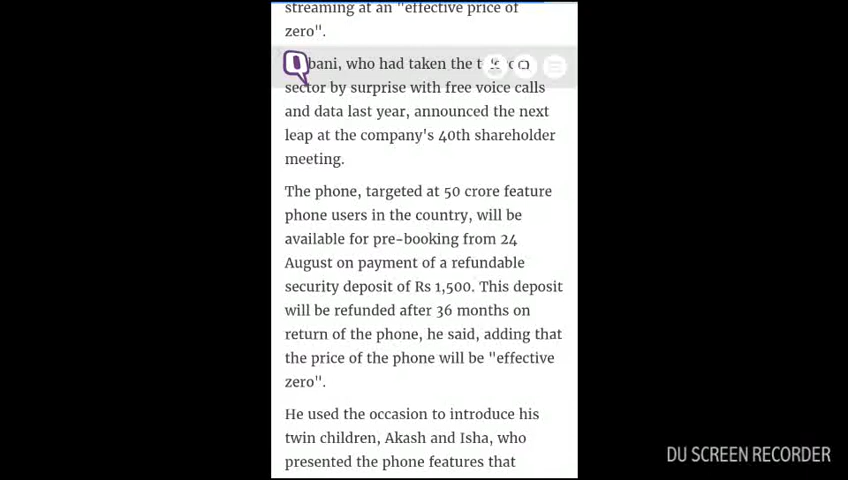 streaming at an "effective price of
zero".
bani, who had taken the telecom
sector by surprise with free voice calls
and data last year, announced the next
leap at the company's 40th shareholder
meeting.
The phone, targeted at 50 crore feature
phone users in the country, will be
available for pre-booking from 24
August on payment of a refundable
security deposit of Rs 1,500. This deposit
will be refunded after 36 months on
return of the phone, he said, adding that
the price of the phone will be "effective
zero".
He used the occasion to introduce his
twin children, Akash and Isha, who
presented the phone features that
DU SCREEN RECORDER